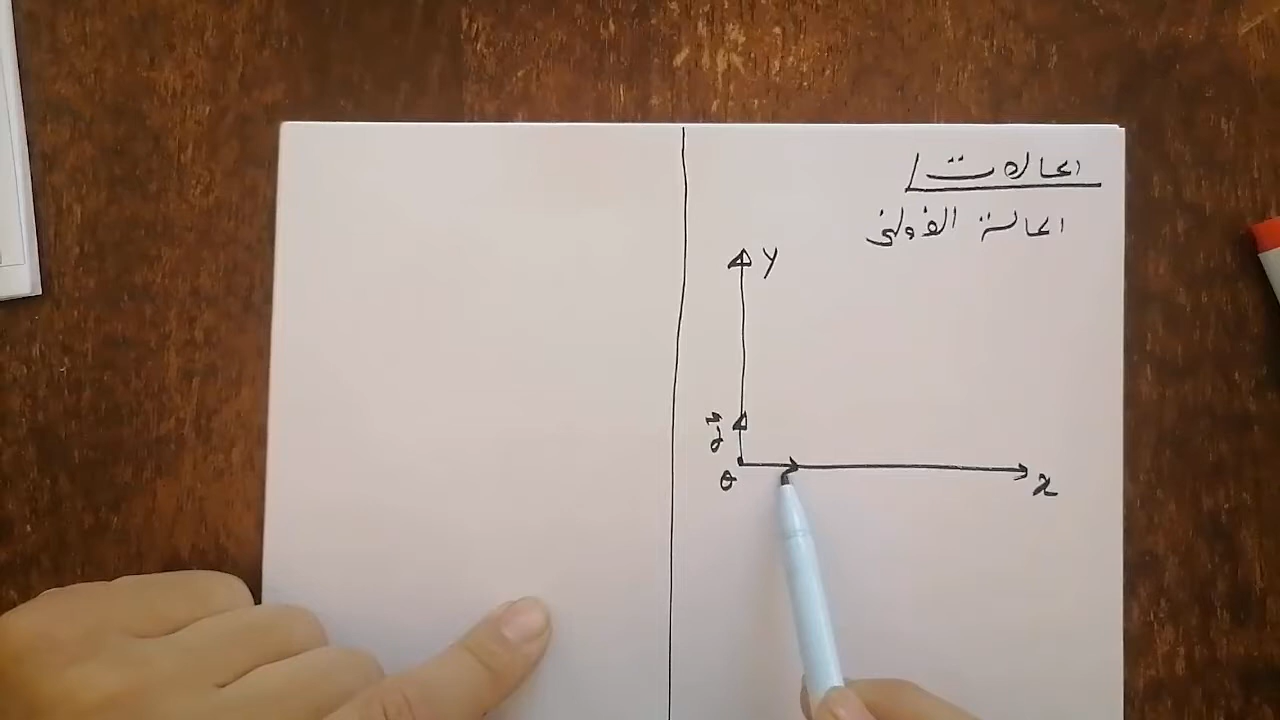 الحالات
الحالة الأولى
y
j
o
x